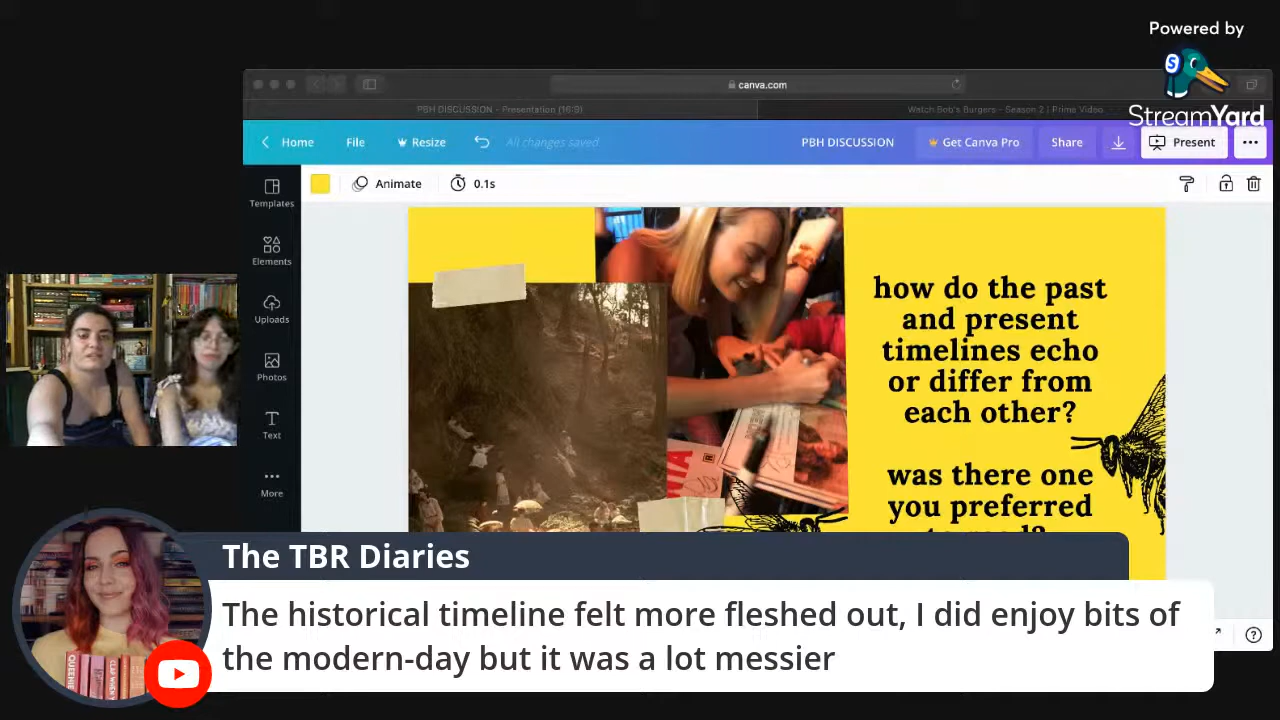 Powered by
StreamYard
canva.com
PBH DISCUSSION - Presentation (16:9)
Watch Bob's Burgers - Season 2 | Prime Video
Home
File
Resize
All changes saved
PBH DISCUSSION
Get Canva Pro
Share
Present
Animate
0.1s
Templates
Elements
Uploads
Photos
Text
More
how do the past
and present
timelines echo
or differ from
each other?
was there one
you preferred
The TBR Diaries
The historical timeline felt more fleshed out, I did enjoy bits of
the modern-day but it was a lot messier